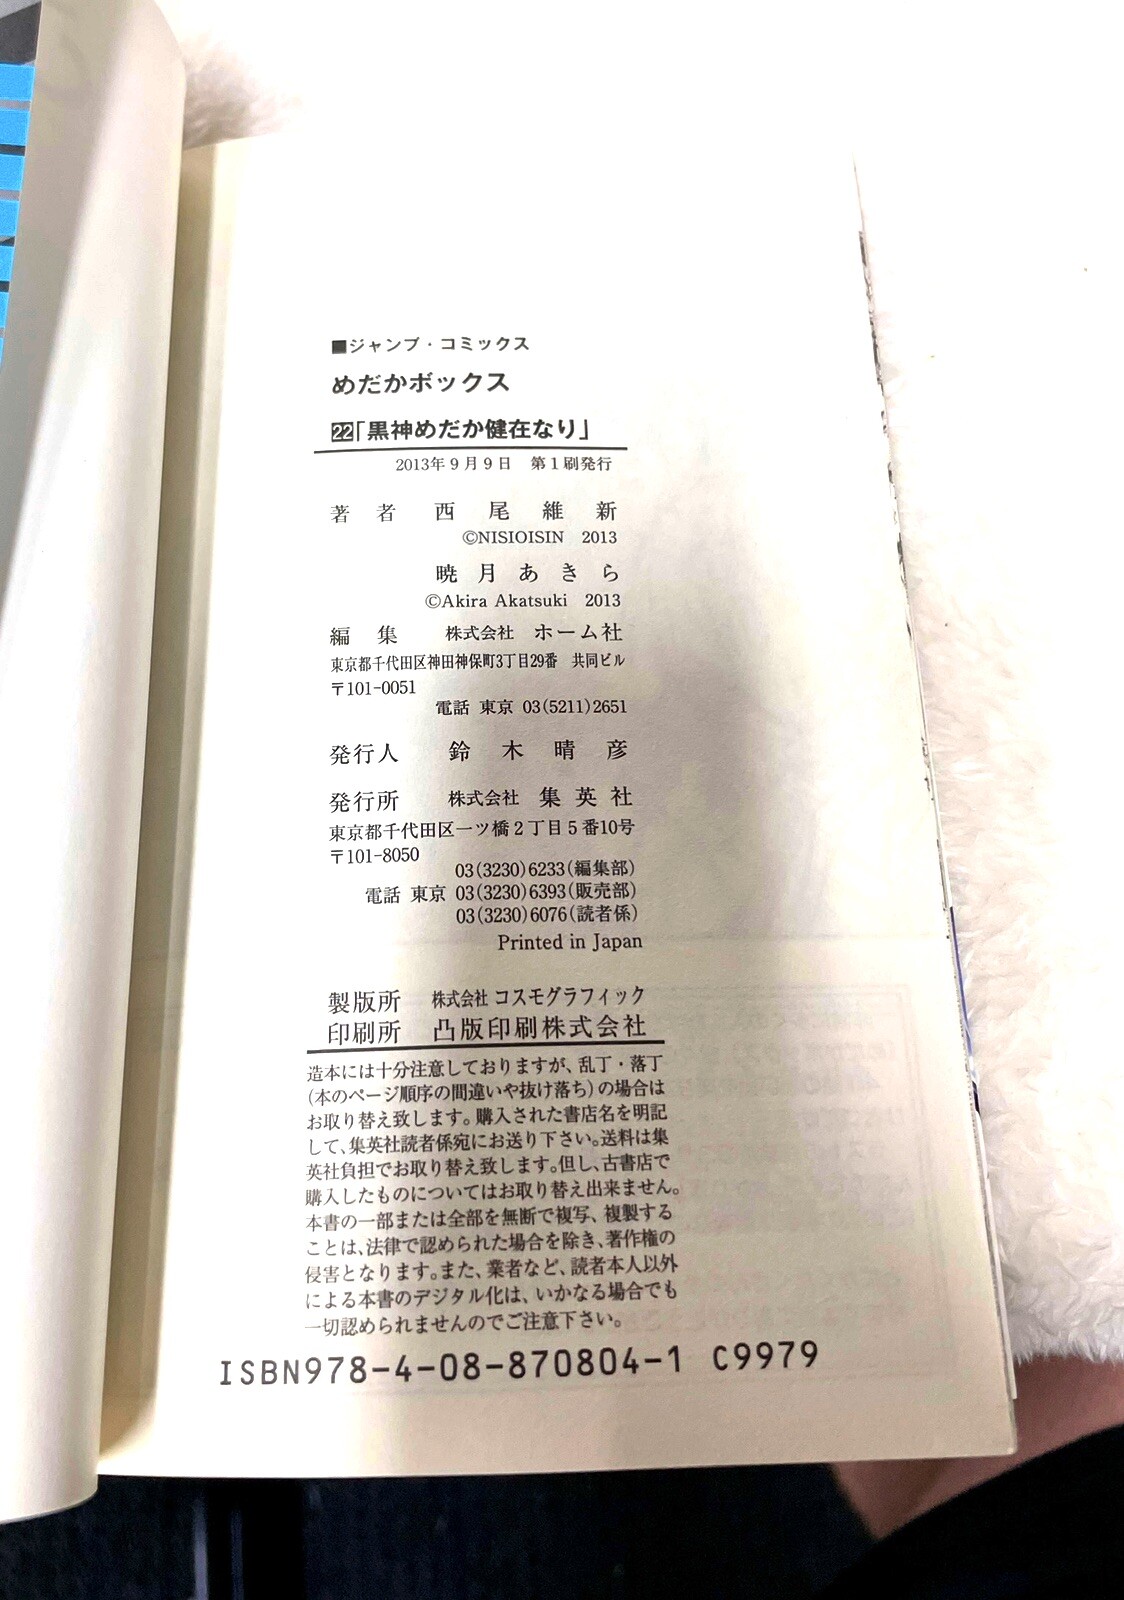 ■ジャンプ・コミックス
めだかボックス
22「黒神めだか健在なり」
2013年9月9日　第1刷発行
著者　西尾維新
©NISIOISIN　2013
暁月あきら
©Akira Akatsuki　2013
編集　株式会社　ホーム社
東京都千代田区神田神保町3丁目29番　共同ビル
〒101-0051
電話 東京 03(5211)2651
発行人　鈴木晴彦
発行所　株式会社　集英社
東京都千代田区一ツ橋2丁目5番10号
〒101-8050
03(3230)6233(編集部)
電話 東京 03(3230)6393(販売部)
03(3230)6076(読者係)
Printed in Japan
製版所　株式会社 コスモグラフィック
印刷所　凸版印刷株式会社
造本には十分注意しておりますが、乱丁・落丁
(本のページ順序の間違いや抜け落ち)の場合は
お取り替え致します。購入された書店名を明記
して、集英社読者係宛にお送り下さい。送料は集
英社負担でお取り替え致します。但し、古書店で
購入したものについてはお取り替え出来ません。
本書の一部または全部を無断で複写、複製する
ことは、法律で認められた場合を除き、著作権の
侵害となります。また、業者など、読者本人以外
による本書のデジタル化は、いかなる場合でも
一切認められませんのでご注意下さい。
ISBN978-4-08-870804-1 C9979